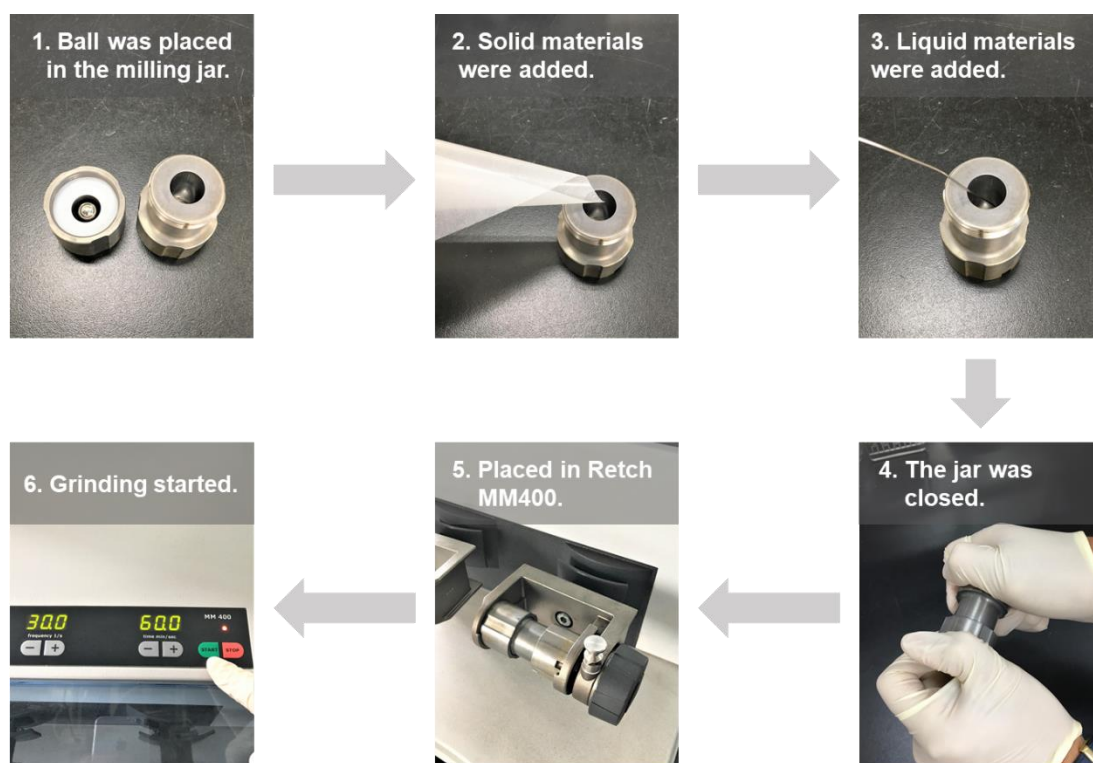 1. Ball was placed
in the milling jar.
2. Solid materials
were added.
3. Liquid materials
were added.
4. The jar was
closed.
5. Placed in Retch
MM400.
6. Grinding started.
30.0 60.0 MM 400
frequency 1/s time min/sec.
− + − + START STOP